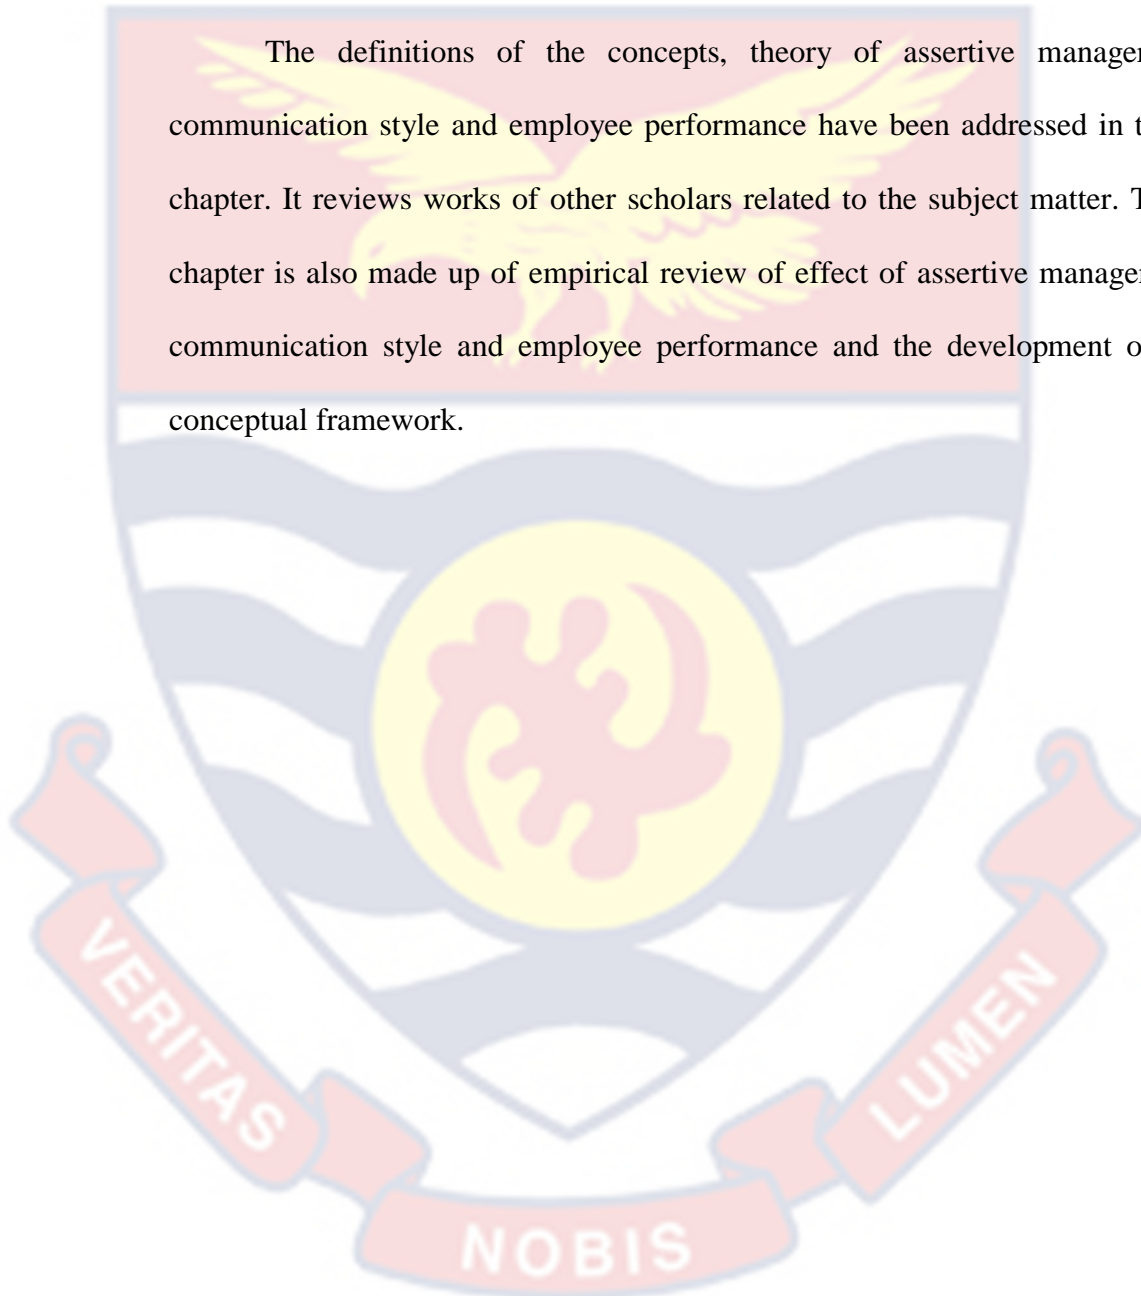 The definitions of the concepts, theory of assertive manager
communication style and employee performance have been addressed in t
chapter. It reviews works of other scholars related to the subject matter. T
chapter is also made up of empirical review of effect of assertive manager
communication style and employee performance and the development o
conceptual framework.
VERITAS
NOBIS
LUMEN